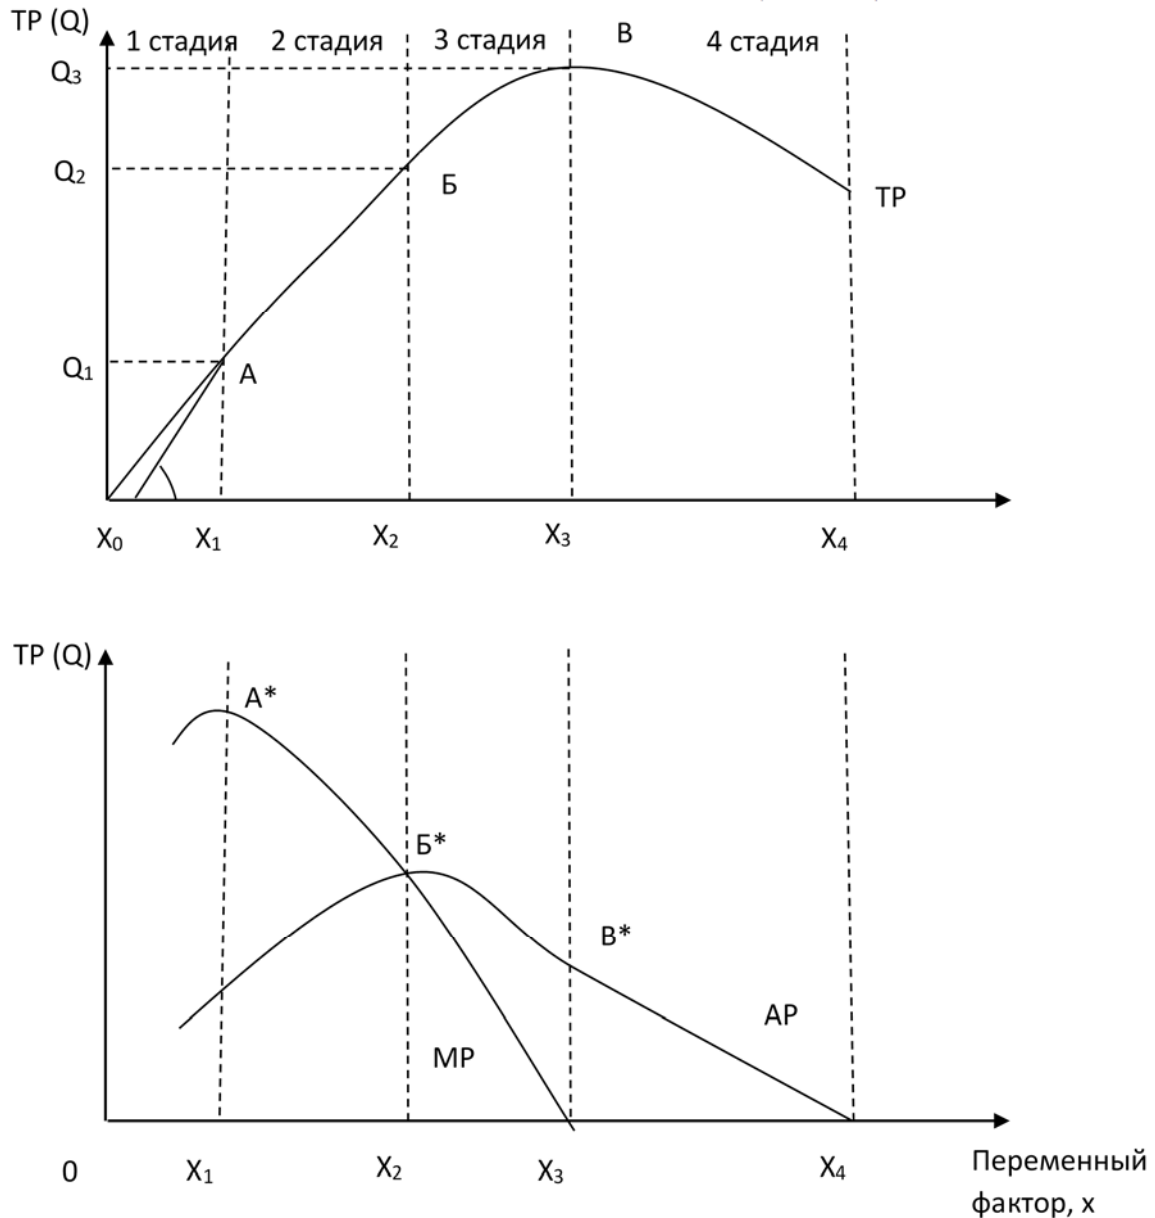 TP (Q)
1 стадия 2 стадия 3 стадия В 4 стадия
Q₃
Q₂
Б
TP
Q₁
А
X₀ X₁ X₂ X₃ X₄
TP (Q)
А*
Б*
В*
AP
MP
0 X₁ X₂ X₃ X₄ Переменный
фактор, х